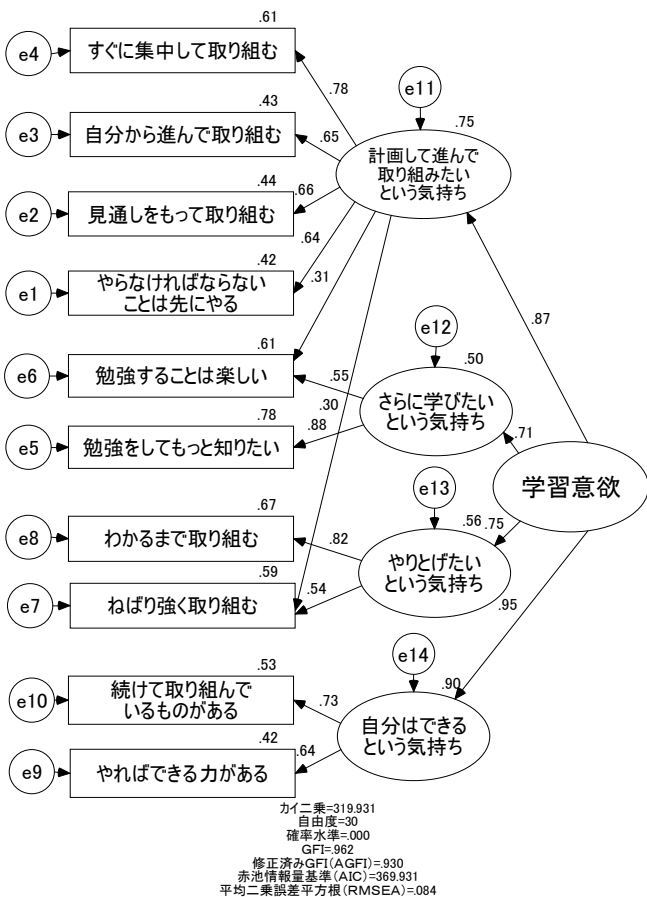 .61
e4
すぐに集中して取り組む
e11
.78
.75
.43
e3
自分から進んで取り組む
.65
計画して進んで
取り組みたい
という気持ち
.44
.66
e2
見通しをもって取り組む
.64
.42
.31
e1
やらなければならない
ことは先にやる
e12
.87
.61
.50
e6
勉強することは楽しい
.55
さらに学びたい
という気持ち
.30
.78
.88
e5
勉強をしてもっと知りたい
.71
学習意欲
e13
.67
.56
.75
e8
わかるまで取り組む
.82
やりとげたい
という気持ち
.59
.54
e7
ねばり強く取り組む
.95
e14
.53
.90
e10
続けて取り組んで
いるものがある
.73
自分はできる
という気持ち
.42
.64
e9
やればできる力がある
カイ二乗=319.931
自由度=30
確率水準=.000
GFI=.962
修正済みGFI(AGFI)=.930
赤池情報量基準(AIC)=369.931
平均二乗誤差平方根(RMSEA)=.084